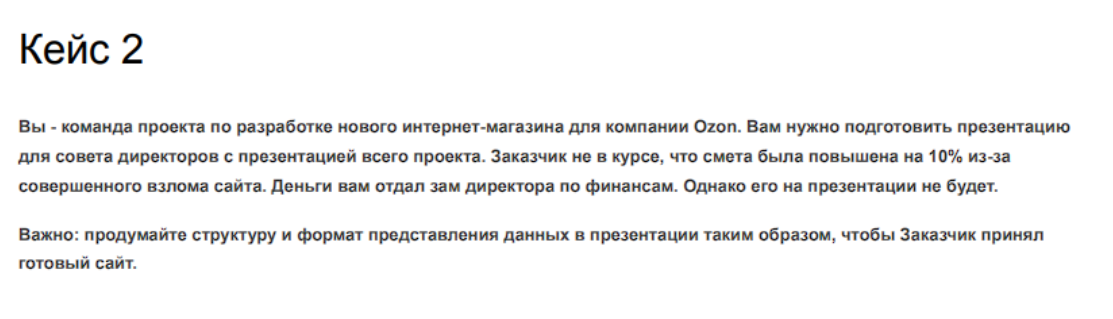 Кейс 2
Вы - команда проекта по разработке нового интернет-магазина для компании Ozon. Вам нужно подготовить презентацию
для совета директоров с презентацией всего проекта. Заказчик не в курсе, что смета была повышена на 10% из-за
совершенного взлома сайта. Деньги вам отдал зам директора по финансам. Однако его на презентации не будет.
Важно: продумайте структуру и формат представления данных в презентации таким образом, чтобы Заказчик принял
готовый сайт.